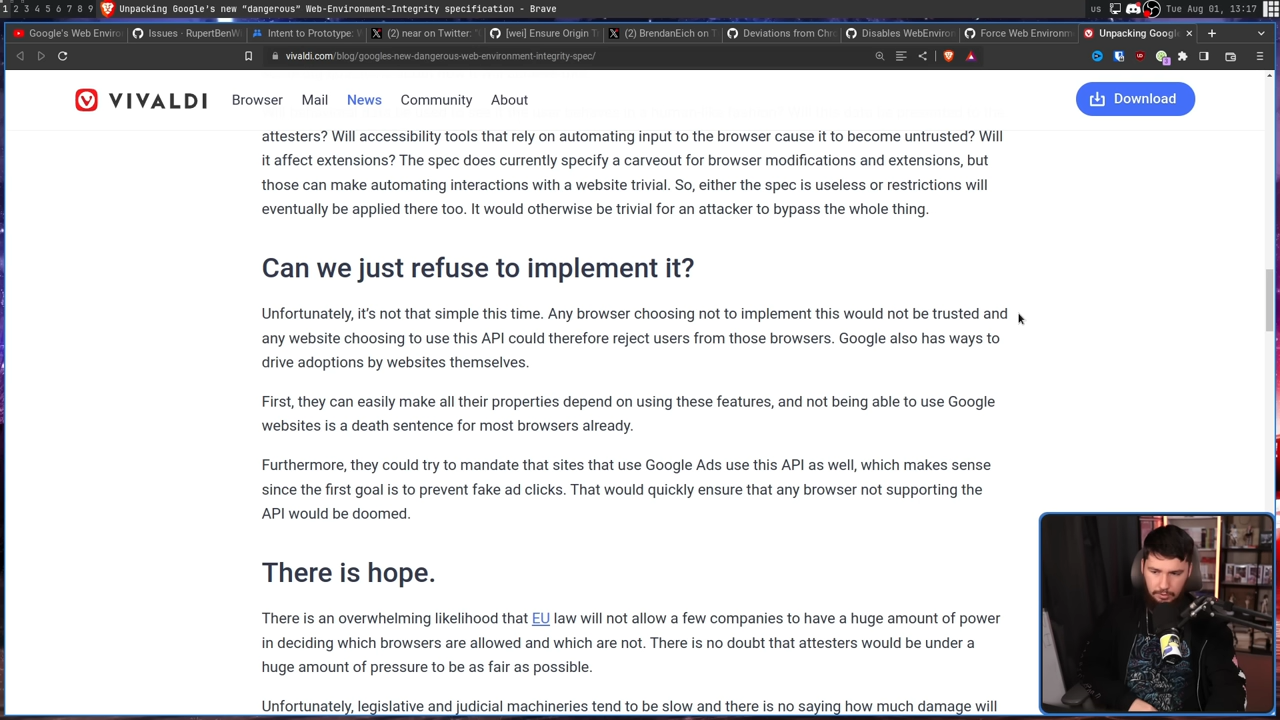 1 2 3 4 5 6 7 8 9 Unpacking Google's new “dangerous” Web-Environment-Integrity specification - Brave
us Tue Aug 01, 13:17
Google's Web Enviro
Issues · RupertBenW
Intent to Prototype: W
(2) near on Twitter: "
[wei] Ensure Origin T
(2) BrendanEich on T
Deviations from Chro
Disables WebEnviron
Force Web Environm
Unpacking Googl
vivaldi.com/blog/googles-new-dangerous-web-environment-integrity-spec/
VIVALDI Browser Mail News Community About Download
attesters? Will accessibility tools that rely on automating input to the browser cause it to become untrusted? Will
it affect extensions? The spec does currently specify a carveout for browser modifications and extensions, but
those can make automating interactions with a website trivial. So, either the spec is useless or restrictions will
eventually be applied there too. It would otherwise be trivial for an attacker to bypass the whole thing.
Can we just refuse to implement it?
Unfortunately, it’s not that simple this time. Any browser choosing not to implement this would not be trusted and
any website choosing to use this API could therefore reject users from those browsers. Google also has ways to
drive adoptions by websites themselves.
First, they can easily make all their properties depend on using these features, and not being able to use Google
websites is a death sentence for most browsers already.
Furthermore, they could try to mandate that sites that use Google Ads use this API as well, which makes sense
since the first goal is to prevent fake ad clicks. That would quickly ensure that any browser not supporting the
API would be doomed.
There is hope.
There is an overwhelming likelihood that EU law will not allow a few companies to have a huge amount of power
in deciding which browsers are allowed and which are not. There is no doubt that attesters would be under a
huge amount of pressure to be as fair as possible.
Unfortunately, legislative and judicial machineries tend to be slow and there is no saying how much damage will